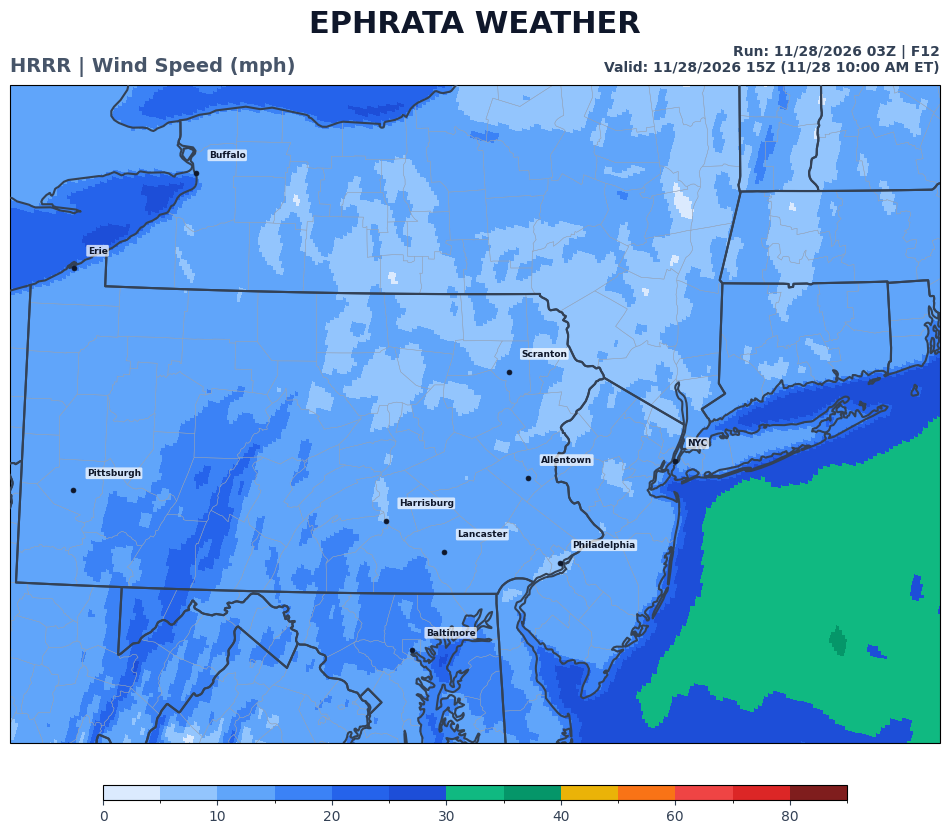 EPHRATA WEATHER
HRRR | Wind Speed (mph)
Run: 11/28/2026 03Z | F12
Valid: 11/28/2026 15Z (11/28 10:00 AM ET)
Buffalo
Erie
Scranton
NYC
Allentown
Pittsburgh
Harrisburg
Lancaster
Philadelphia
Baltimore
0 10 20 30 40 60 80